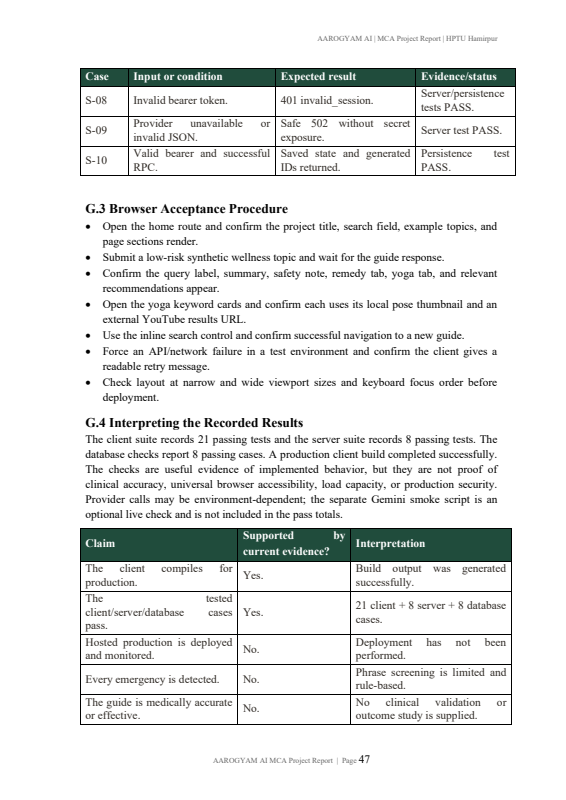 AAROGYAM AI | MCA Project Report | HPTU Hamirpur
Case Input or condition Expected result Evidence/status
S-08 Invalid bearer token. 401 invalid_session. Server/persistence
tests PASS.
S-09 Provider unavailable or
invalid JSON. Safe 502 without secret
exposure. Server test PASS.
S-10 Valid bearer and successful
RPC. Saved state and generated
IDs returned. Persistence test
PASS.
G.3 Browser Acceptance Procedure
• Open the home route and confirm the project title, search field, example topics, and
page sections render.
• Submit a low-risk synthetic wellness topic and wait for the guide response.
• Confirm the query label, summary, safety note, remedy tab, yoga tab, and relevant
recommendations appear.
• Open the yoga keyword cards and confirm each uses its local pose thumbnail and an
external YouTube results URL.
• Use the inline search control and confirm successful navigation to a new guide.
• Force an API/network failure in a test environment and confirm the client gives a
readable retry message.
• Check layout at narrow and wide viewport sizes and keyboard focus order before
deployment.
G.4 Interpreting the Recorded Results
The client suite records 21 passing tests and the server suite records 8 passing tests. The
database checks report 8 passing cases. A production client build completed successfully.
The checks are useful evidence of implemented behavior, but they are not proof of
clinical accuracy, universal browser accessibility, load capacity, or production security.
Provider calls may be environment-dependent; the separate Gemini smoke script is an
optional live check and is not included in the pass totals.
Claim Supported by
current evidence? Interpretation
The client compiles for
production. Yes. Build output was generated
successfully.
The tested
client/server/database cases
pass. Yes. 21 client + 8 server + 8 database
cases.
Hosted production is deployed
and monitored. No. Deployment has not been
performed.
Every emergency is detected. No. Phrase screening is limited and
rule-based.
The guide is medically accurate
or effective. No. No clinical validation or
outcome study is supplied.
AAROGYAM AI MCA Project Report | Page 47